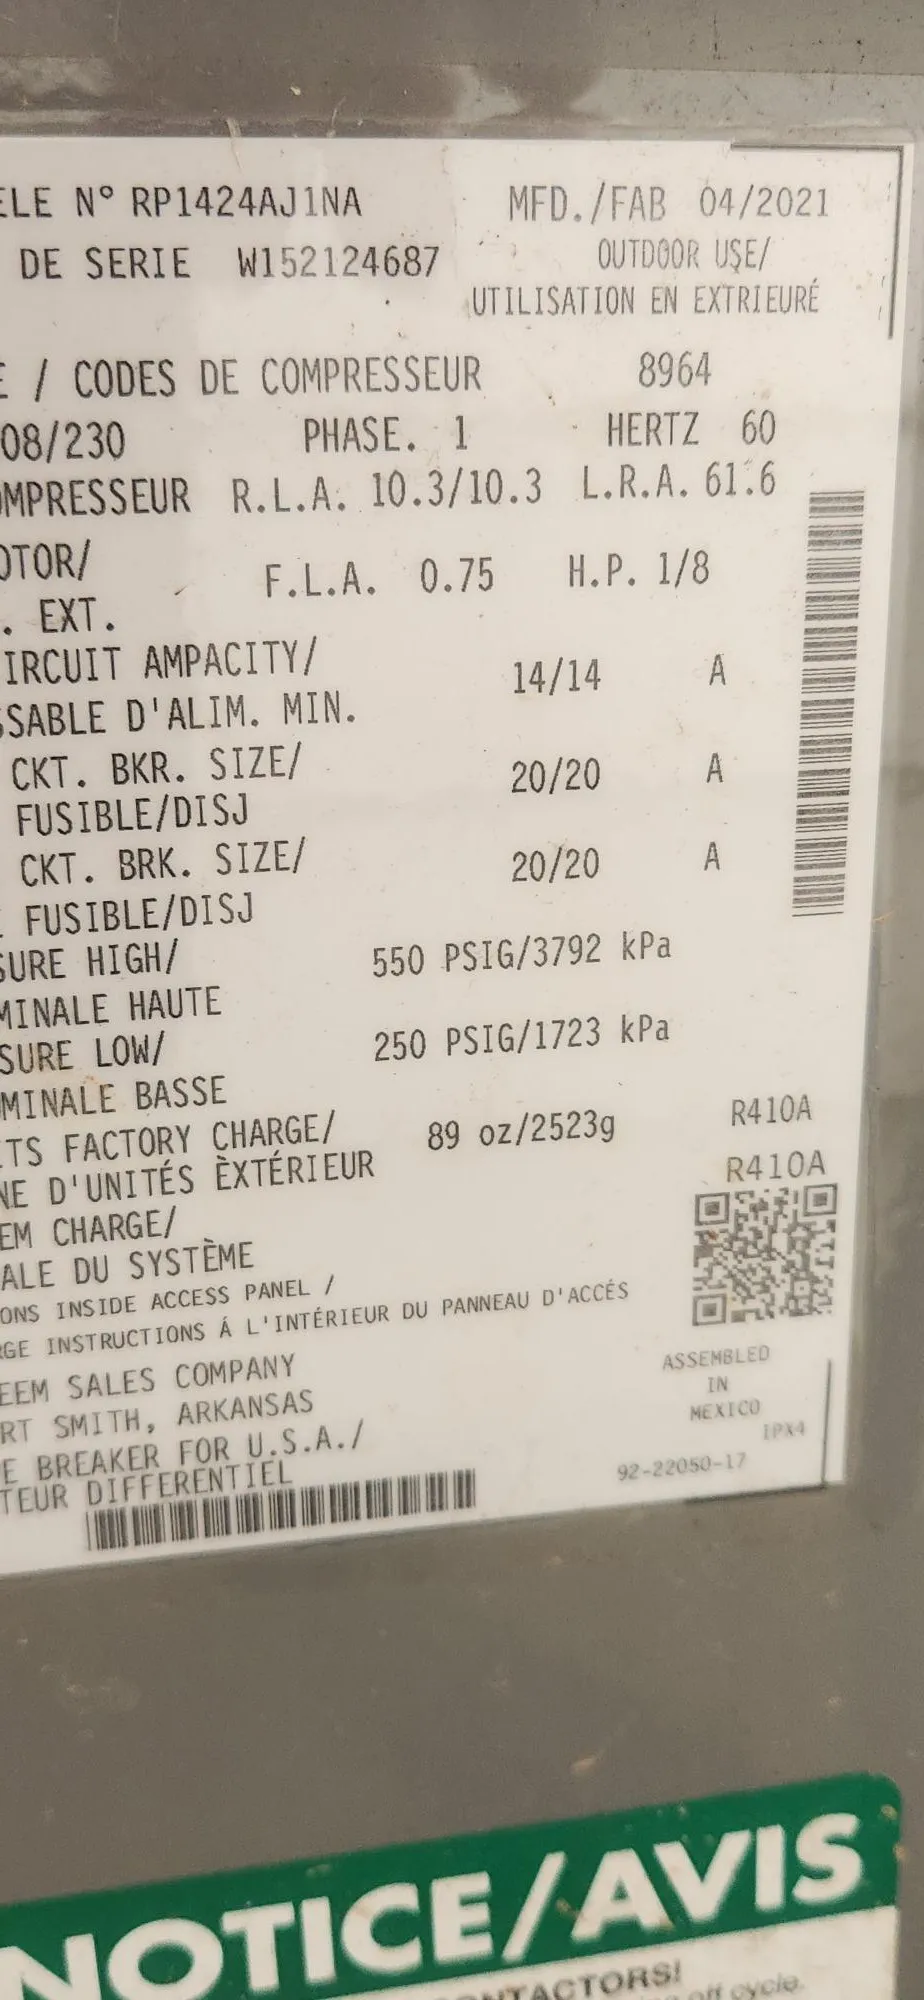 ELE N° RP1424AJ1NA MFD./FAB 04/2021
DE SERIE W152124687 OUTDOOR USE/
UTILISATION EN EXTRIEURÉ
E / CODES DE COMPRESSEUR 8964
08/230 PHASE. 1 HERTZ 60
OMPRESSEUR R.L.A. 10.3/10.3 L.R.A. 61.6
OTOR/ F.L.A. 0.75 H.P. 1/8
. EXT.
IRCUIT AMPACITY/ 14/14 A
SSABLE D'ALIM. MIN.
CKT. BKR. SIZE/ 20/20 A
FUSIBLE/DISJ
CKT. BRK. SIZE/ 20/20 A
FUSIBLE/DISJ
SURE HIGH/ 550 PSIG/3792 kPa
MINALE HAUTE
SURE LOW/ 250 PSIG/1723 kPa
MINALE BASSE
TS FACTORY CHARGE/ 89 oz/2523g R410A
NE D'UNITÉS ÈXTÉRIEUR R410A
EM CHARGE/
ALE DU SYSTÈME
ONS INSIDE ACCESS PANEL /
RGE INSTRUCTIONS Á L'INTÉRIEUR DU PANNEAU D'ACCÉS
EEM SALES COMPANY ASSEMBLED
RT SMITH, ARKANSAS IN
MEXICO
E BREAKER FOR U.S.A./ IPX4
TEUR DIFFERENTIEL 92-22050-17
NOTICE/AVIS
ONTACTORS!
off cycle.